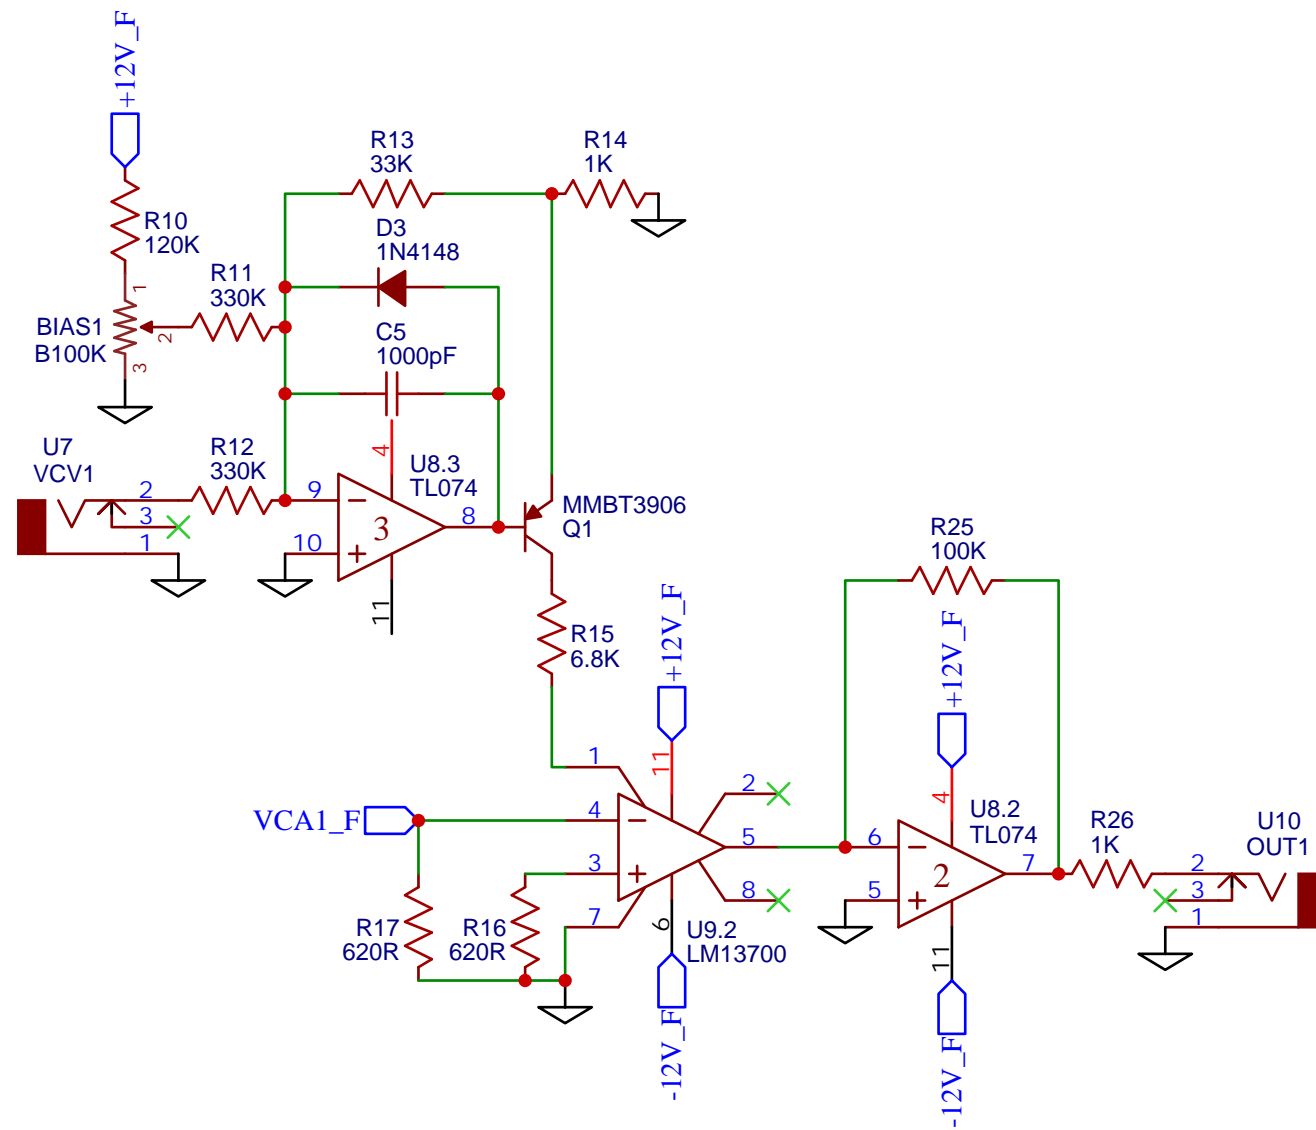 +12V_F
R10
120K
1
BIAS1
B100K
2
3
R11
330K
R13
33K
R14
1K
D3
1N4148
C5
1000pF
U7
VCV1
2
3
1
R12
330K
4
U8.3
TL074
9
10
3
8
11
MMBT3906
Q1
R15
6.8K
+12V_F
11
1
VCA1_F
4
3
7
2
5
8
6
U9.2
LM13700
-12V_F
R17
620R
R16
620R
R25
100K
+12V_F
4
U8.2
TL074
6
5
2
7
11
-12V_F
R26
1K
U10
OUT1
2
3
1